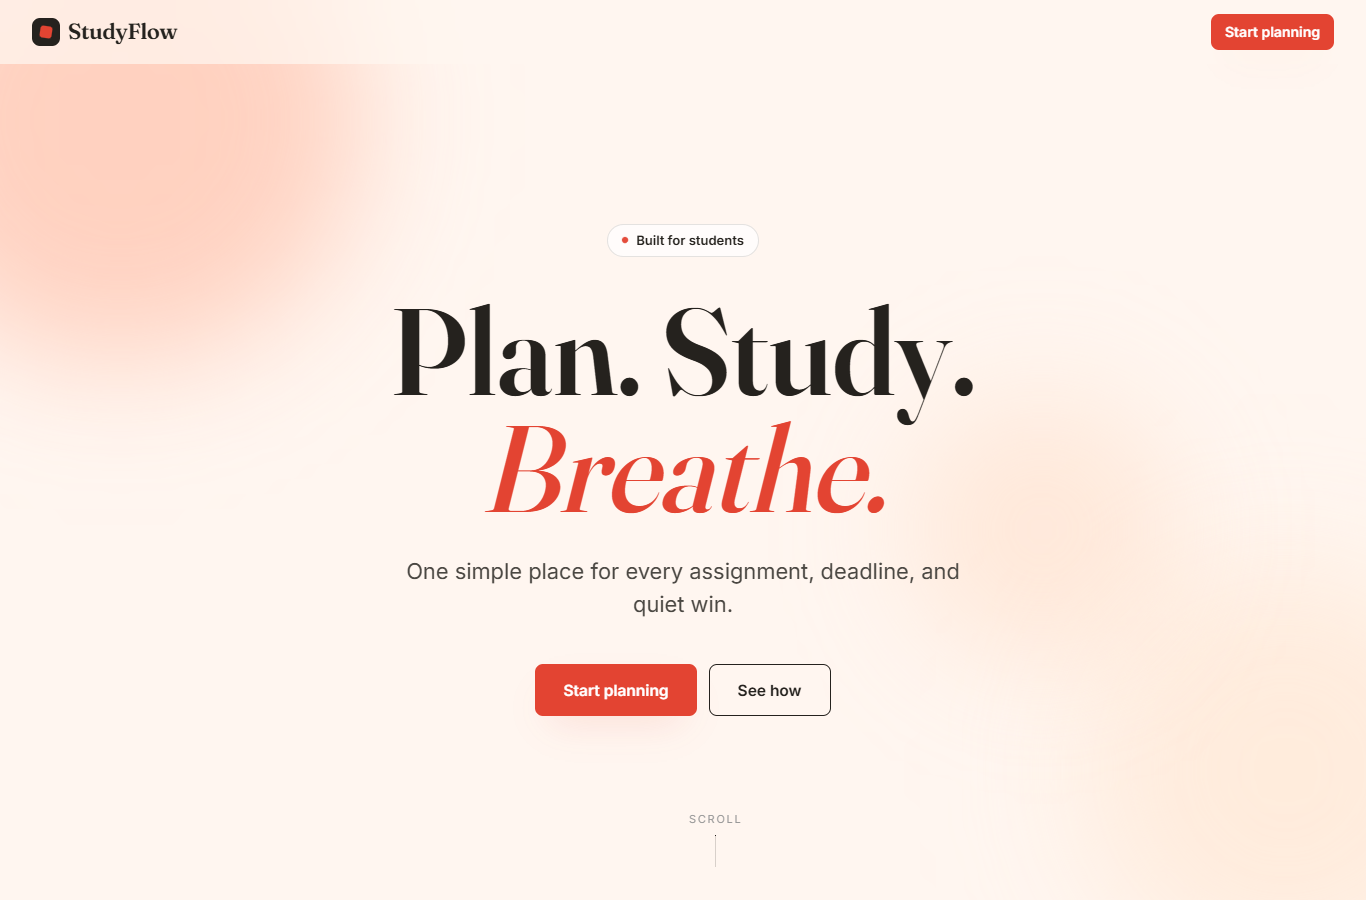 StudyFlow
Start planning
Built for students
Plan. Study.
Breathe.
One simple place for every assignment, deadline, and
quiet win.
Start planning
See how
SCROLL